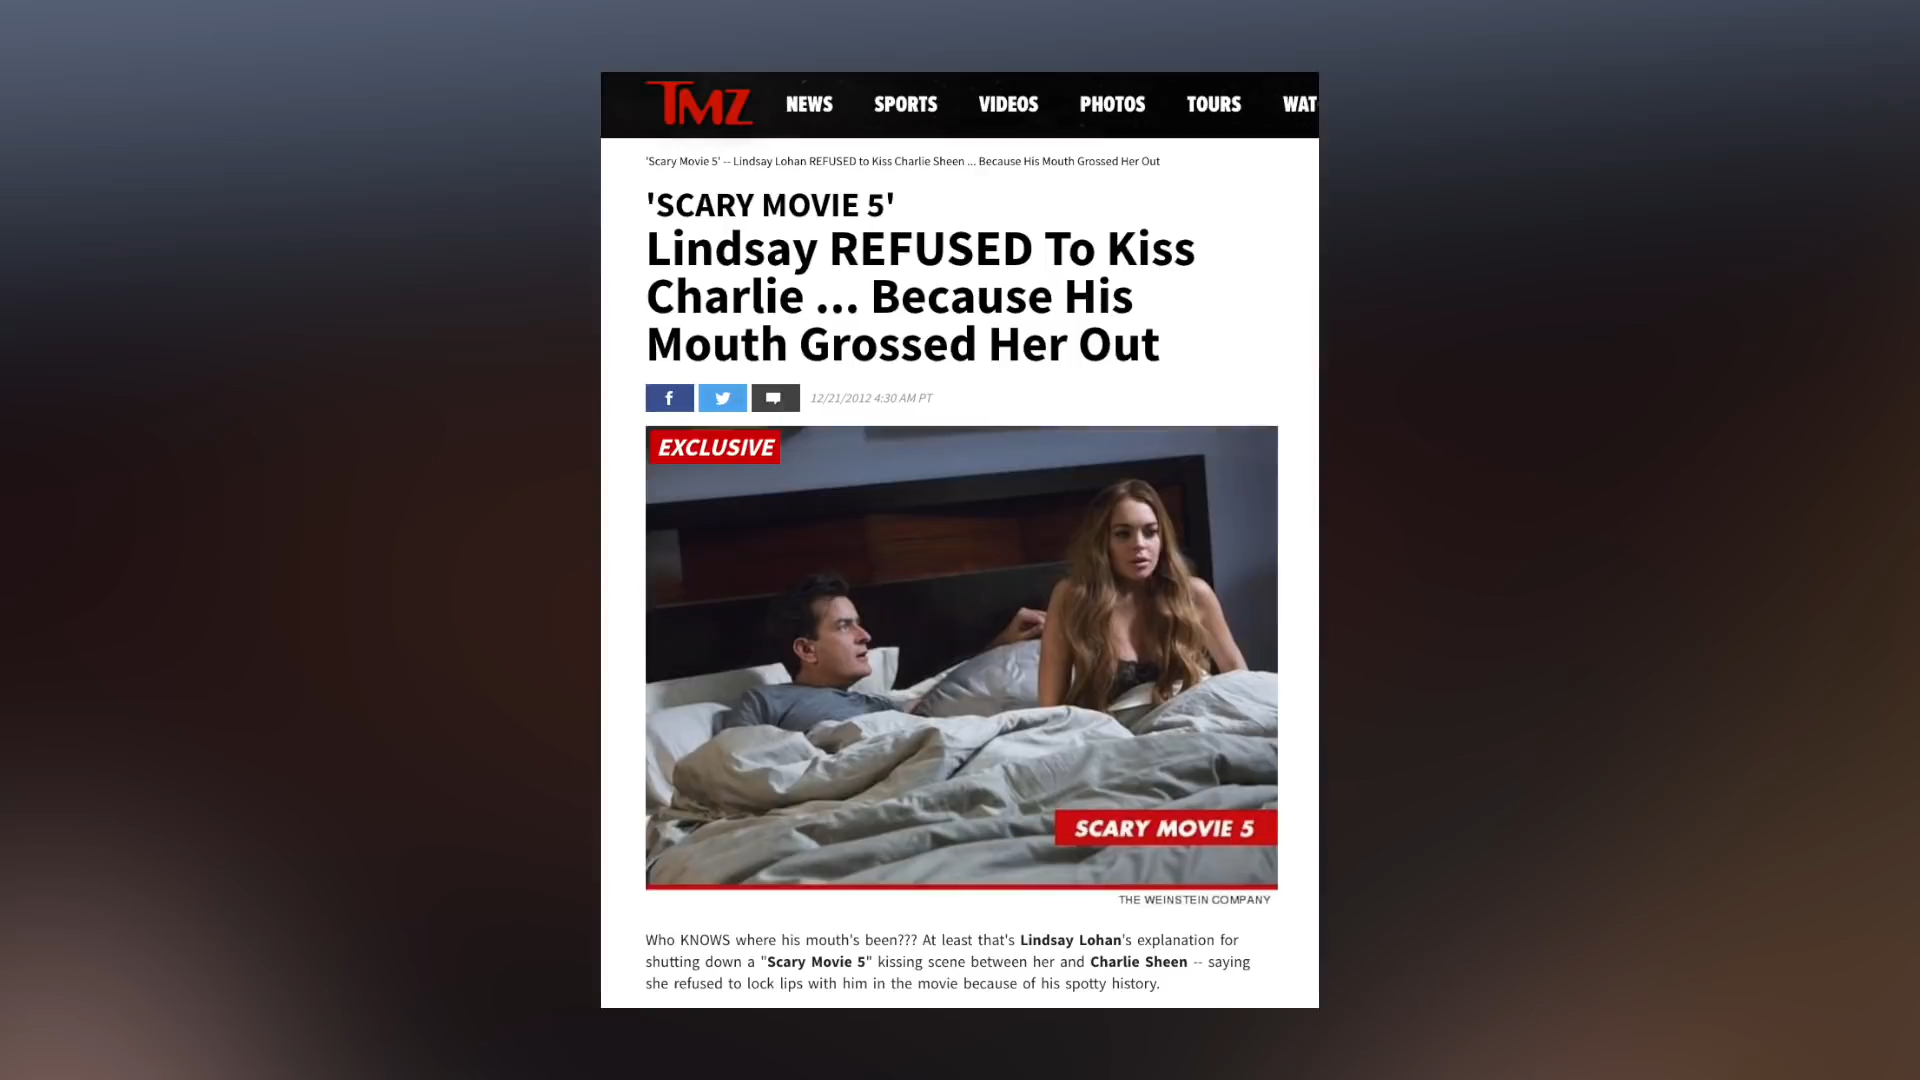 TMZ NEWS SPORTS VIDEOS PHOTOS TOURS WAT
'Scary Movie 5' -- Lindsay Lohan REFUSED to Kiss Charlie Sheen ... Because His Mouth Grossed Her Out
'SCARY MOVIE 5'
Lindsay REFUSED To Kiss
Charlie ... Because His
Mouth Grossed Her Out
f 12/21/2012 4:30 AM PT
EXCLUSIVE
SCARY MOVIE 5
THE WEINSTEIN COMPANY
Who KNOWS where his mouth's been??? At least that's Lindsay Lohan's explanation for
shutting down a "Scary Movie 5" kissing scene between her and Charlie Sheen -- saying
she refused to lock lips with him in the movie because of his spotty history.